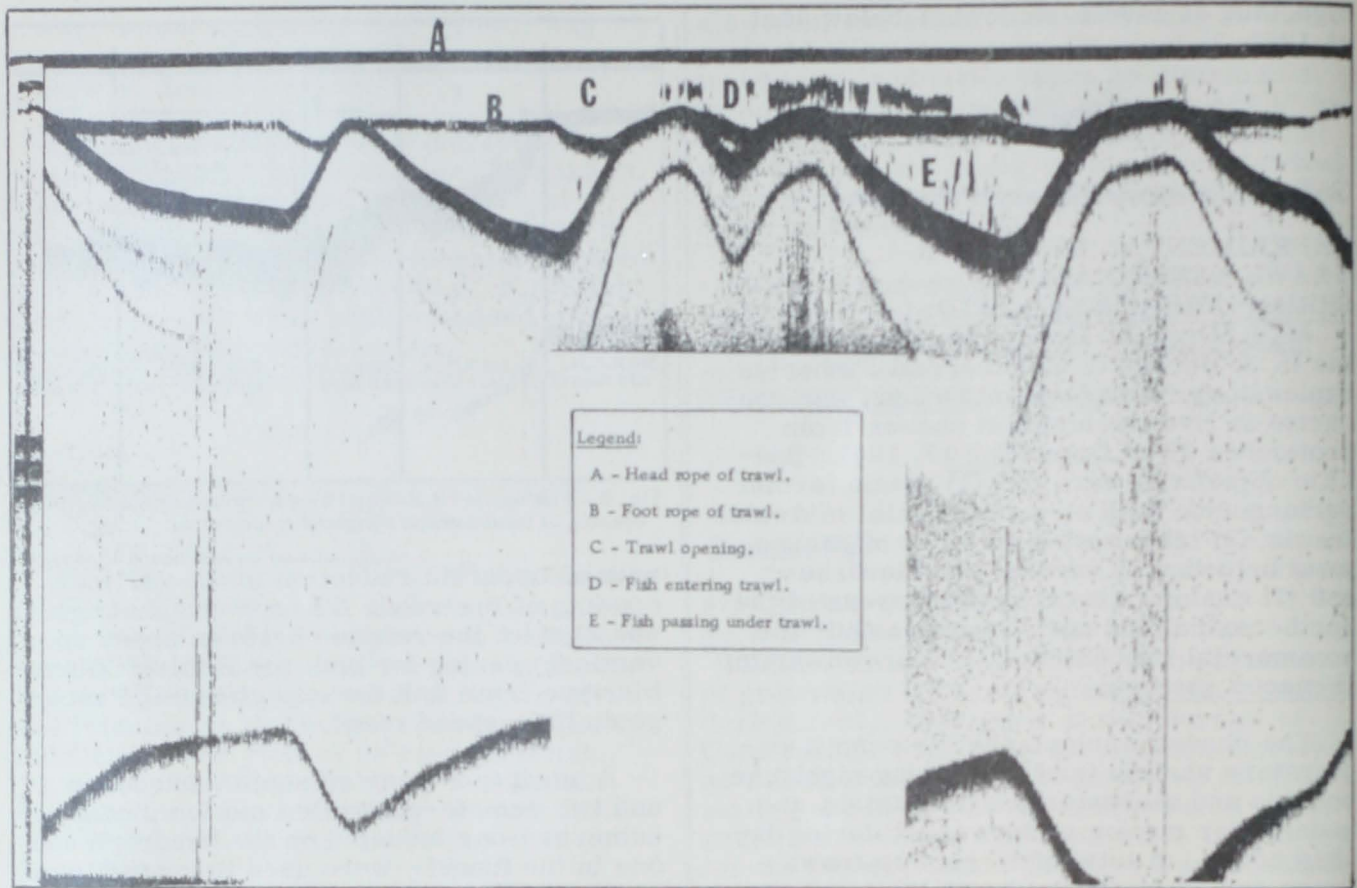 A
B
C
D
E
Legend:
A - Head rope of trawl.
B - Foot rope of trawl.
C - Trawl opening.
D - Fish entering trawl.
E - Fish passing under trawl.